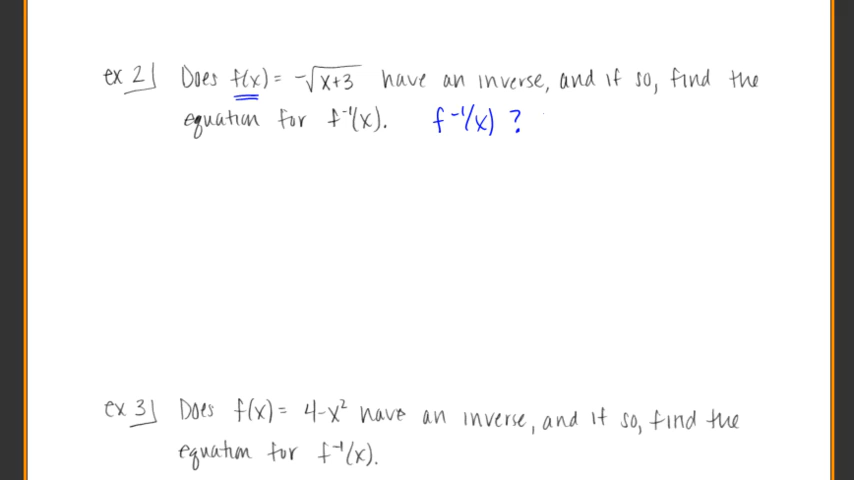 ex 2) Does f(x) = -√x+3 have an inverse, and if so, find the
equation for f⁻¹(x). f⁻¹(x) ?
ex 3) Does f(x) = 4-x² have an inverse, and if so, find the
equation for f⁻¹(x).